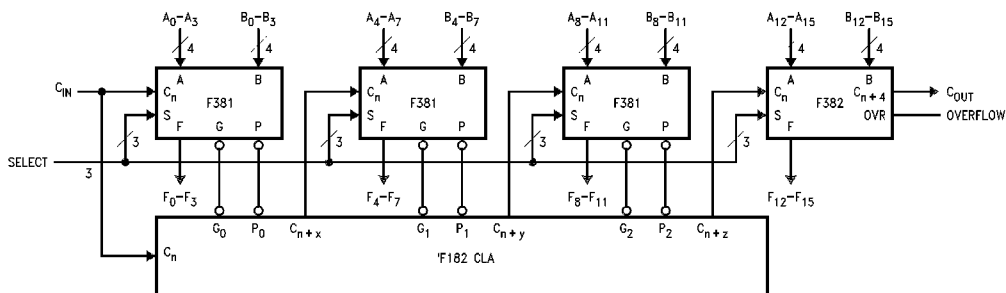 A₀–A₃ B₀–B₃ A₄–A₇ B₄–B₇ A₈–A₁₁ B₈–B₁₁ A₁₂–A₁₅ B₁₂–B₁₅
4 4 4 4 4 4 4 4
A B A B A B A B
C_IN Cₙ Cₙ Cₙ Cₙ Cₙ₊₄ C_OUT
F381 F381 F381 F382
S S S S OVR OVERFLOW
F G P F G P F G P F
3 3 3 3
SELECT
3
F₀–F₃ F₄–F₇ F₈–F₁₁ F₁₂–F₁₅
G₀ P₀ Cₙ₊ₓ G₁ P₁ Cₙ₊y G₂ P₂ Cₙ₊z
Cₙ
'F182 CLA